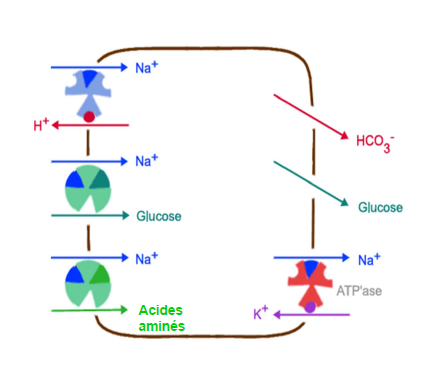 Na⁺
H⁺
Na⁺
Glucose
Na⁺
Acides
aminés
HCO₃⁻
Glucose
Na⁺
ATP'ase
K⁺